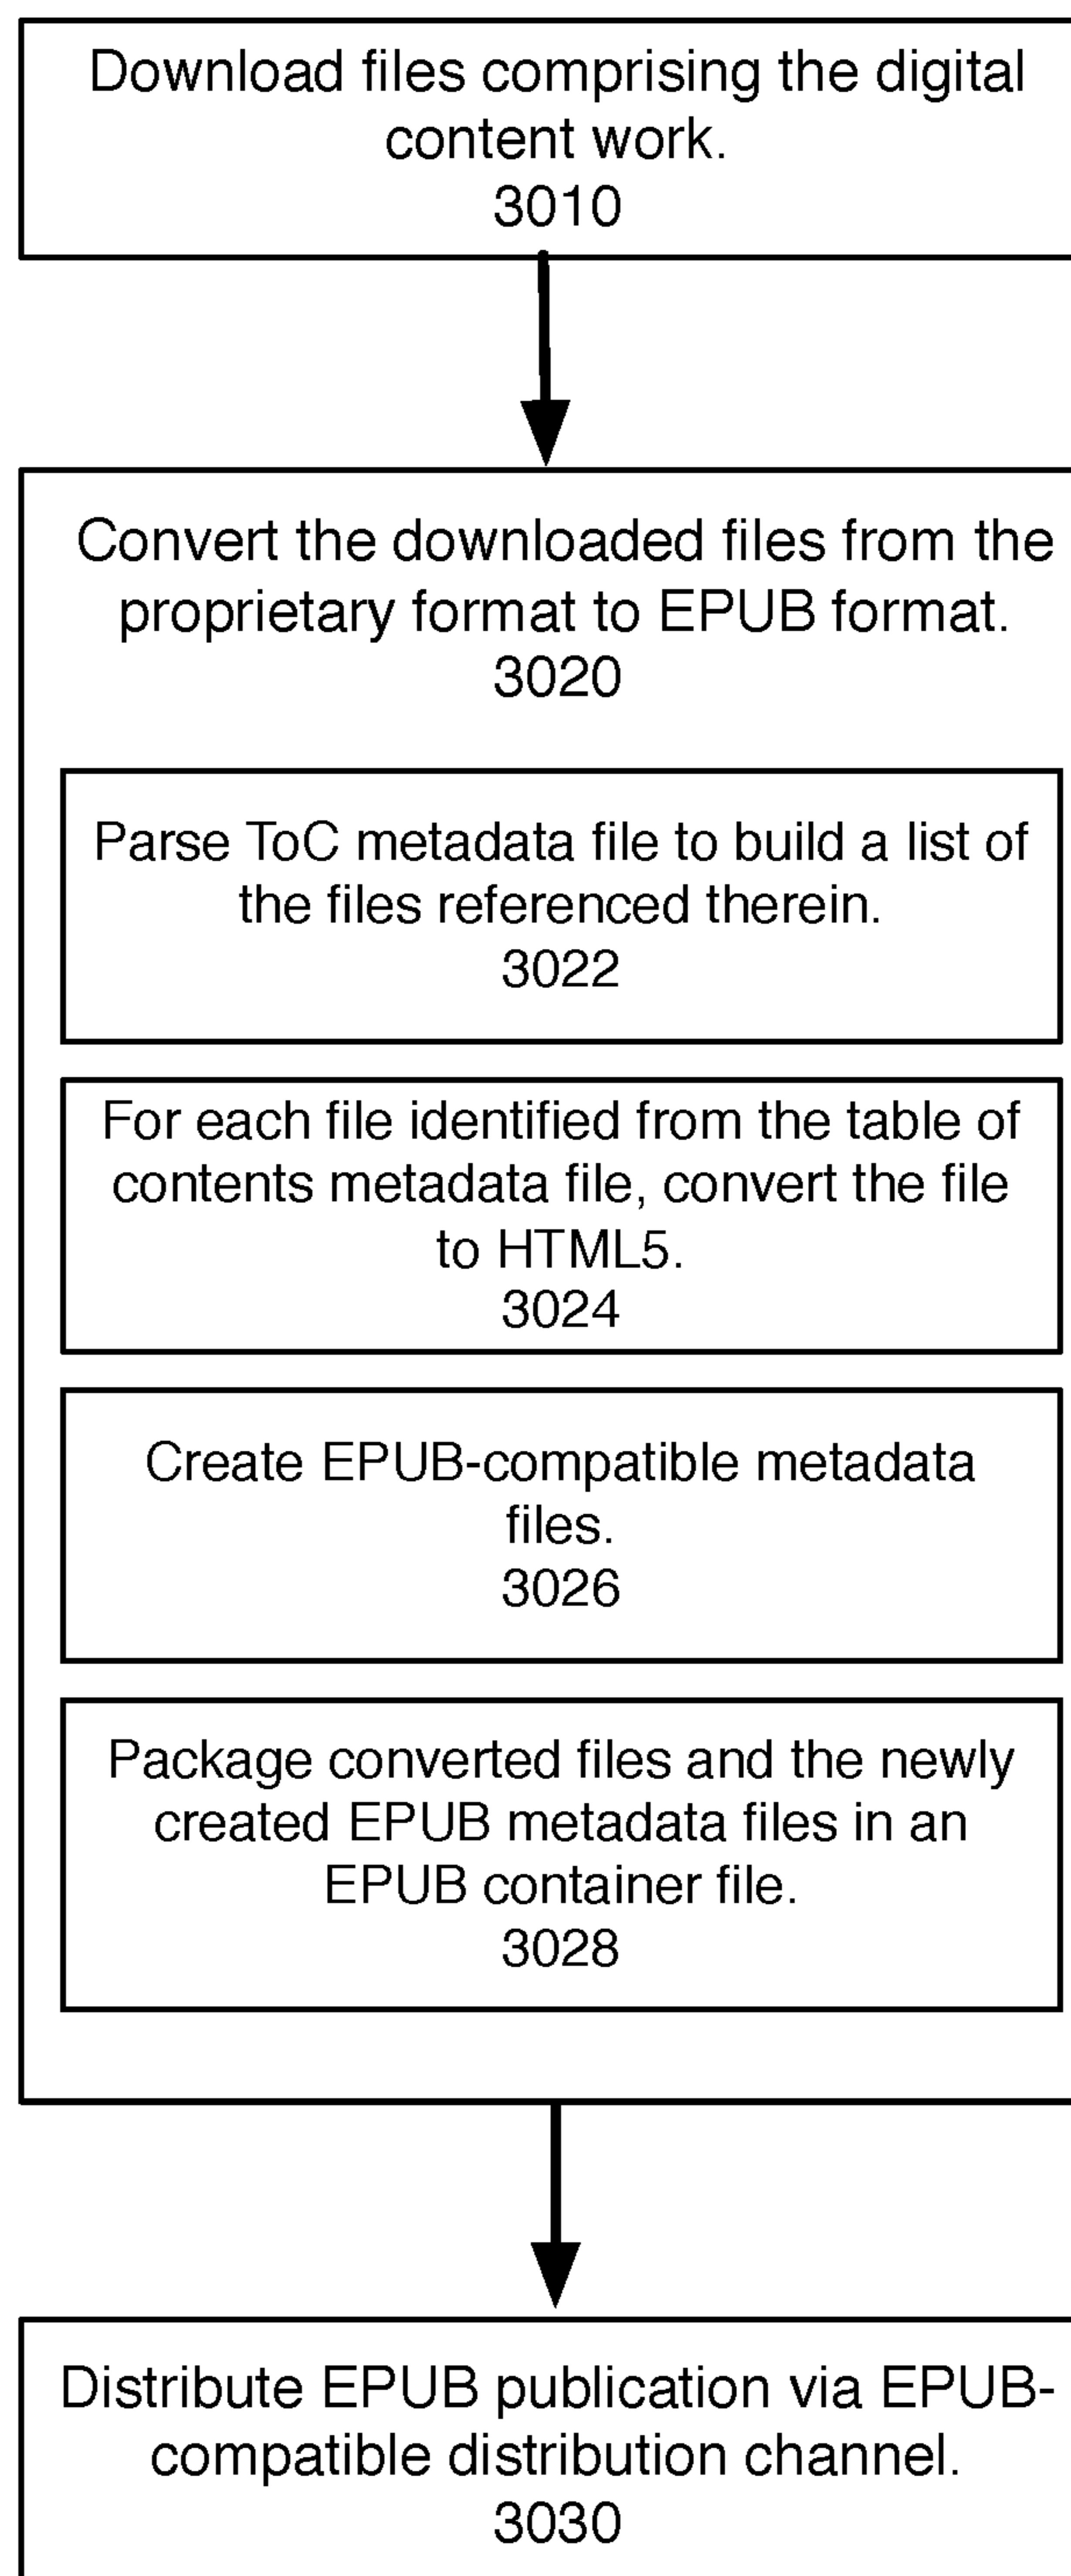 Download files comprising the digital
content work.
3010
Convert the downloaded files from the
proprietary format to EPUB format.
3020
Parse ToC metadata file to build a list of
the files referenced therein.
3022
For each file identified from the table of
contents metadata file, convert the file
to HTML5.
3024
Create EPUB-compatible metadata
files.
3026
Package converted files and the newly
created EPUB metadata files in an
EPUB container file.
3028
Distribute EPUB publication via EPUB-
compatible distribution channel.
3030